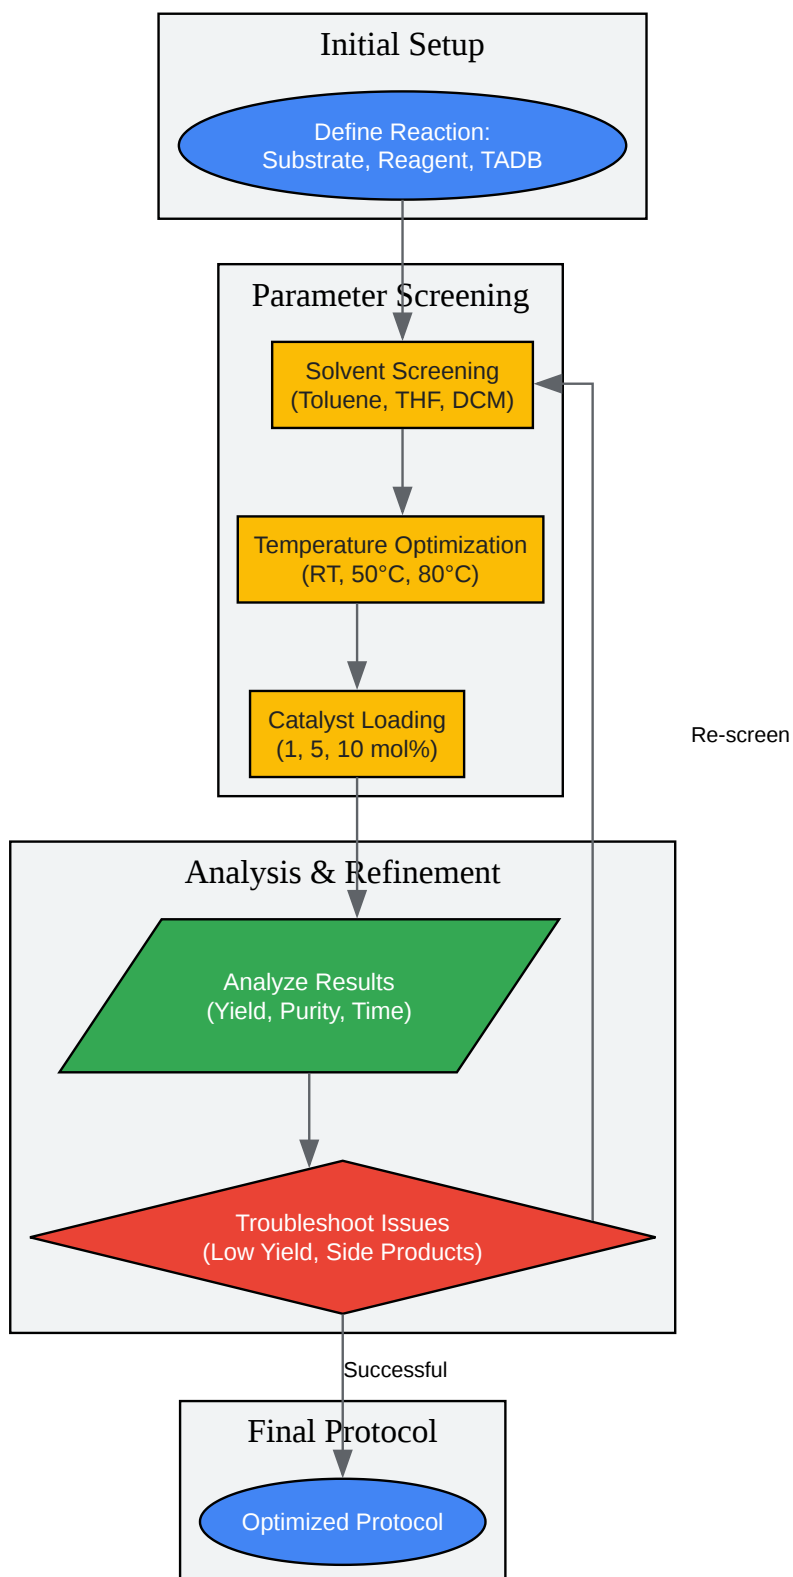 Initial Setup
Define Reaction:
Substrate, Reagent, TADB
Parameter Screening
Solvent Screening
(Toluene, THF, DCM)
Temperature Optimization
(RT, 50°C, 80°C)
Catalyst Loading
(1, 5, 10 mol%)
Re-screen
Analysis & Refinement
Analyze Results
(Yield, Purity, Time)
Troubleshoot Issues
(Low Yield, Side Products)
Successful
Final Protocol
Optimized Protocol